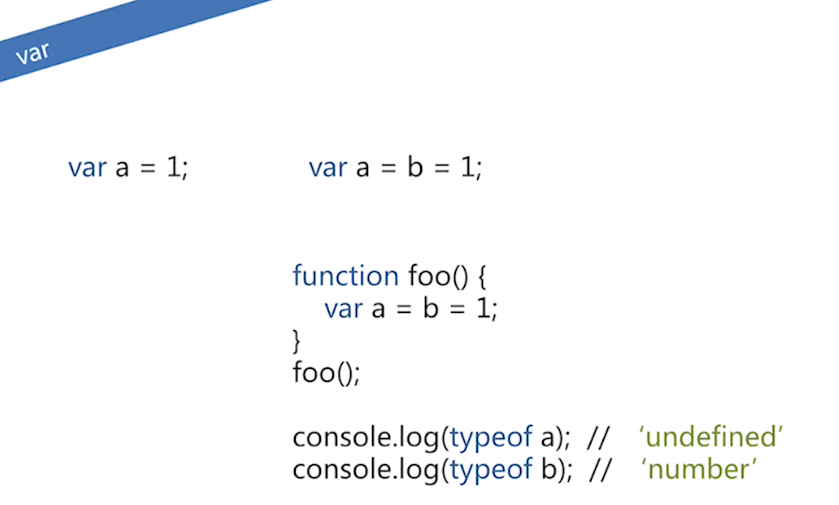 var
var a = 1;
var a = b = 1;
function foo() {
var a = b = 1;
}
foo();
console.log(typeof a); // ‘undefined’
console.log(typeof b); // ‘number’